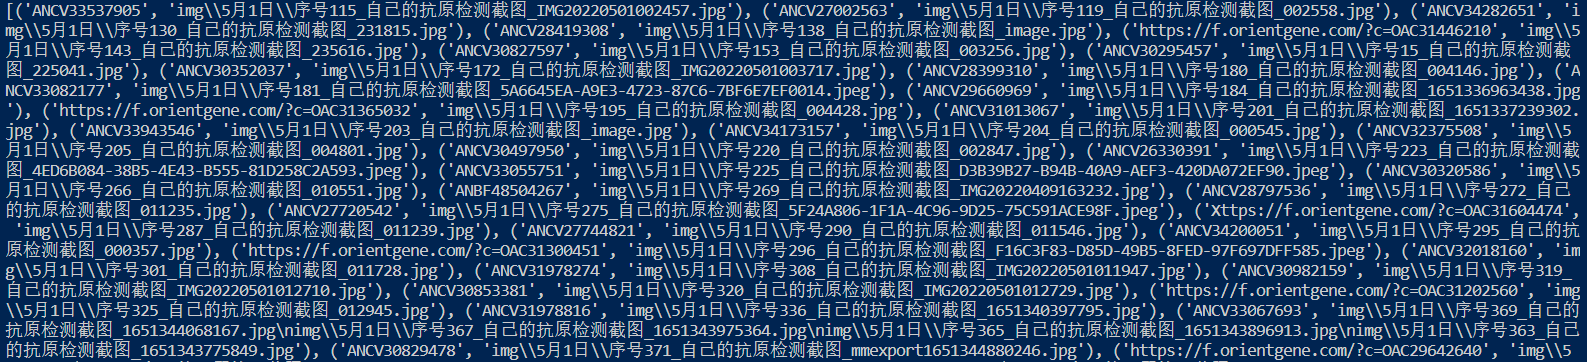 [('ANCV33537905', 'img\\5月1日\\序号115_自己的抗原检测截图_IMG20220501002457.jpg'), ('ANCV27002563', 'img\\5月1日\\序号119_自己的抗原检测截图_002558.jpg'), ('ANCV34282651', 'i
mg\\5月1日\\序号130_自己的抗原检测截图_231815.jpg'), ('ANCV28419308', 'img\\5月1日\\序号138_自己的抗原检测截图_image.jpg'), ('https://f.orientgene.com/?c=OAC31446210', 'img\\5
月1日\\序号143_自己的抗原检测截图_235616.jpg'), ('ANCV30827597', 'img\\5月1日\\序号153_自己的抗原检测截图_003256.jpg'), ('ANCV30295457', 'img\\5月1日\\序号15_自己的抗原检测截
图_225041.jpg'), ('ANCV30352037', 'img\\5月1日\\序号172_自己的抗原检测截图_IMG20220501003717.jpg'), ('ANCV28399310', 'img\\5月1日\\序号180_自己的抗原检测截图_004146.jpg'), ('A
NCV33082177', 'img\\5月1日\\序号181_自己的抗原检测截图_5A6645EA-A9E3-4723-87C6-7BF6E7EF0014.jpeg'), ('ANCV29660969', 'img\\5月1日\\序号184_自己的抗原检测截图_1651336963438.jpg
'), ('https://f.orientgene.com/?c=OAC31365032', 'img\\5月1日\\序号195_自己的抗原检测截图_004428.jpg'), ('ANCV31013067', 'img\\5月1日\\序号201_自己的抗原检测截图_1651337239302.
jpg'), ('ANCV33943546', 'img\\5月1日\\序号203_自己的抗原检测截图_image.jpg'), ('ANCV34173157', 'img\\5月1日\\序号204_自己的抗原检测截图_000545.jpg'), ('ANCV32375508', 'img\\5
月1日\\序号205_自己的抗原检测截图_004801.jpg'), ('ANCV30497950', 'img\\5月1日\\序号220_自己的抗原检测截图_002847.jpg'), ('ANCV26330391', 'img\\5月1日\\序号223_自己的抗原检测截
图_4ED6B084-38B5-4E43-B555-81D258C2A593.jpeg'), ('ANCV33055751', 'img\\5月1日\\序号225_自己的抗原检测截图_D3B39B27-B94B-40A9-AEF3-420DA072EF90.jpeg'), ('ANCV30320586', 'img\\5
月1日\\序号266_自己的抗原检测截图_010551.jpg'), ('ANBF48504267', 'img\\5月1日\\序号269_自己的抗原检测截图_IMG20220409163232.jpg'), ('ANCV28797536', 'img\\5月1日\\序号272_自己
的抗原检测截图_011235.jpg'), ('ANCV27720542', 'img\\5月1日\\序号275_自己的抗原检测截图_5F24A806-1F1A-4C96-9D25-75C591ACE98F.jpeg'), ('Xttps://f.orientgene.com/?c=OAC31604474',
'img\\5月1日\\序号287_自己的抗原检测截图_011239.jpg'), ('ANCV27744821', 'img\\5月1日\\序号290_自己的抗原检测截图_011546.jpg'), ('ANCV34200051', 'img\\5月1日\\序号295_自己的抗
原检测截图_000357.jpg'), ('https://f.orientgene.com/?c=OAC31300451', 'img\\5月1日\\序号296_自己的抗原检测截图_F16C3F83-D85D-49B5-8FED-97F697DFF585.jpeg'), ('ANCV32018160', 'im
g\\5月1日\\序号301_自己的抗原检测截图_011728.jpg'), ('ANCV31978274', 'img\\5月1日\\序号308_自己的抗原检测截图_IMG20220501011947.jpg'), ('ANCV30982159', 'img\\5月1日\\序号319_
自己的抗原检测截图_IMG20220501012710.jpg'), ('ANCV30853381', 'img\\5月1日\\序号320_自己的抗原检测截图_IMG20220501012729.jpg'), ('https://f.orientgene.com/?c=OAC31202560', 'img
\\5月1日\\序号325_自己的抗原检测截图_012945.jpg'), ('ANCV31978816', 'img\\5月1日\\序号336_自己的抗原检测截图_1651340397795.jpg'), ('ANCV33067693', 'img\\5月1日\\序号369_自己的
抗原检测截图_1651344068167.jpg\nimg\\5月1日\\序号367_自己的抗原检测截图_1651343975364.jpg\nimg\\5月1日\\序号365_自己的抗原检测截图_1651343896913.jpg\nimg\\5月1日\\序号363_自
己的抗原检测截图_1651343775849.jpg'), ('ANCV30829478', 'img\\5月1日\\序号371_自己的抗原检测截图_mmexport1651344880246.jpg'), ('https://f.orientgene.com/?c=OAC29642640', 'img\\5